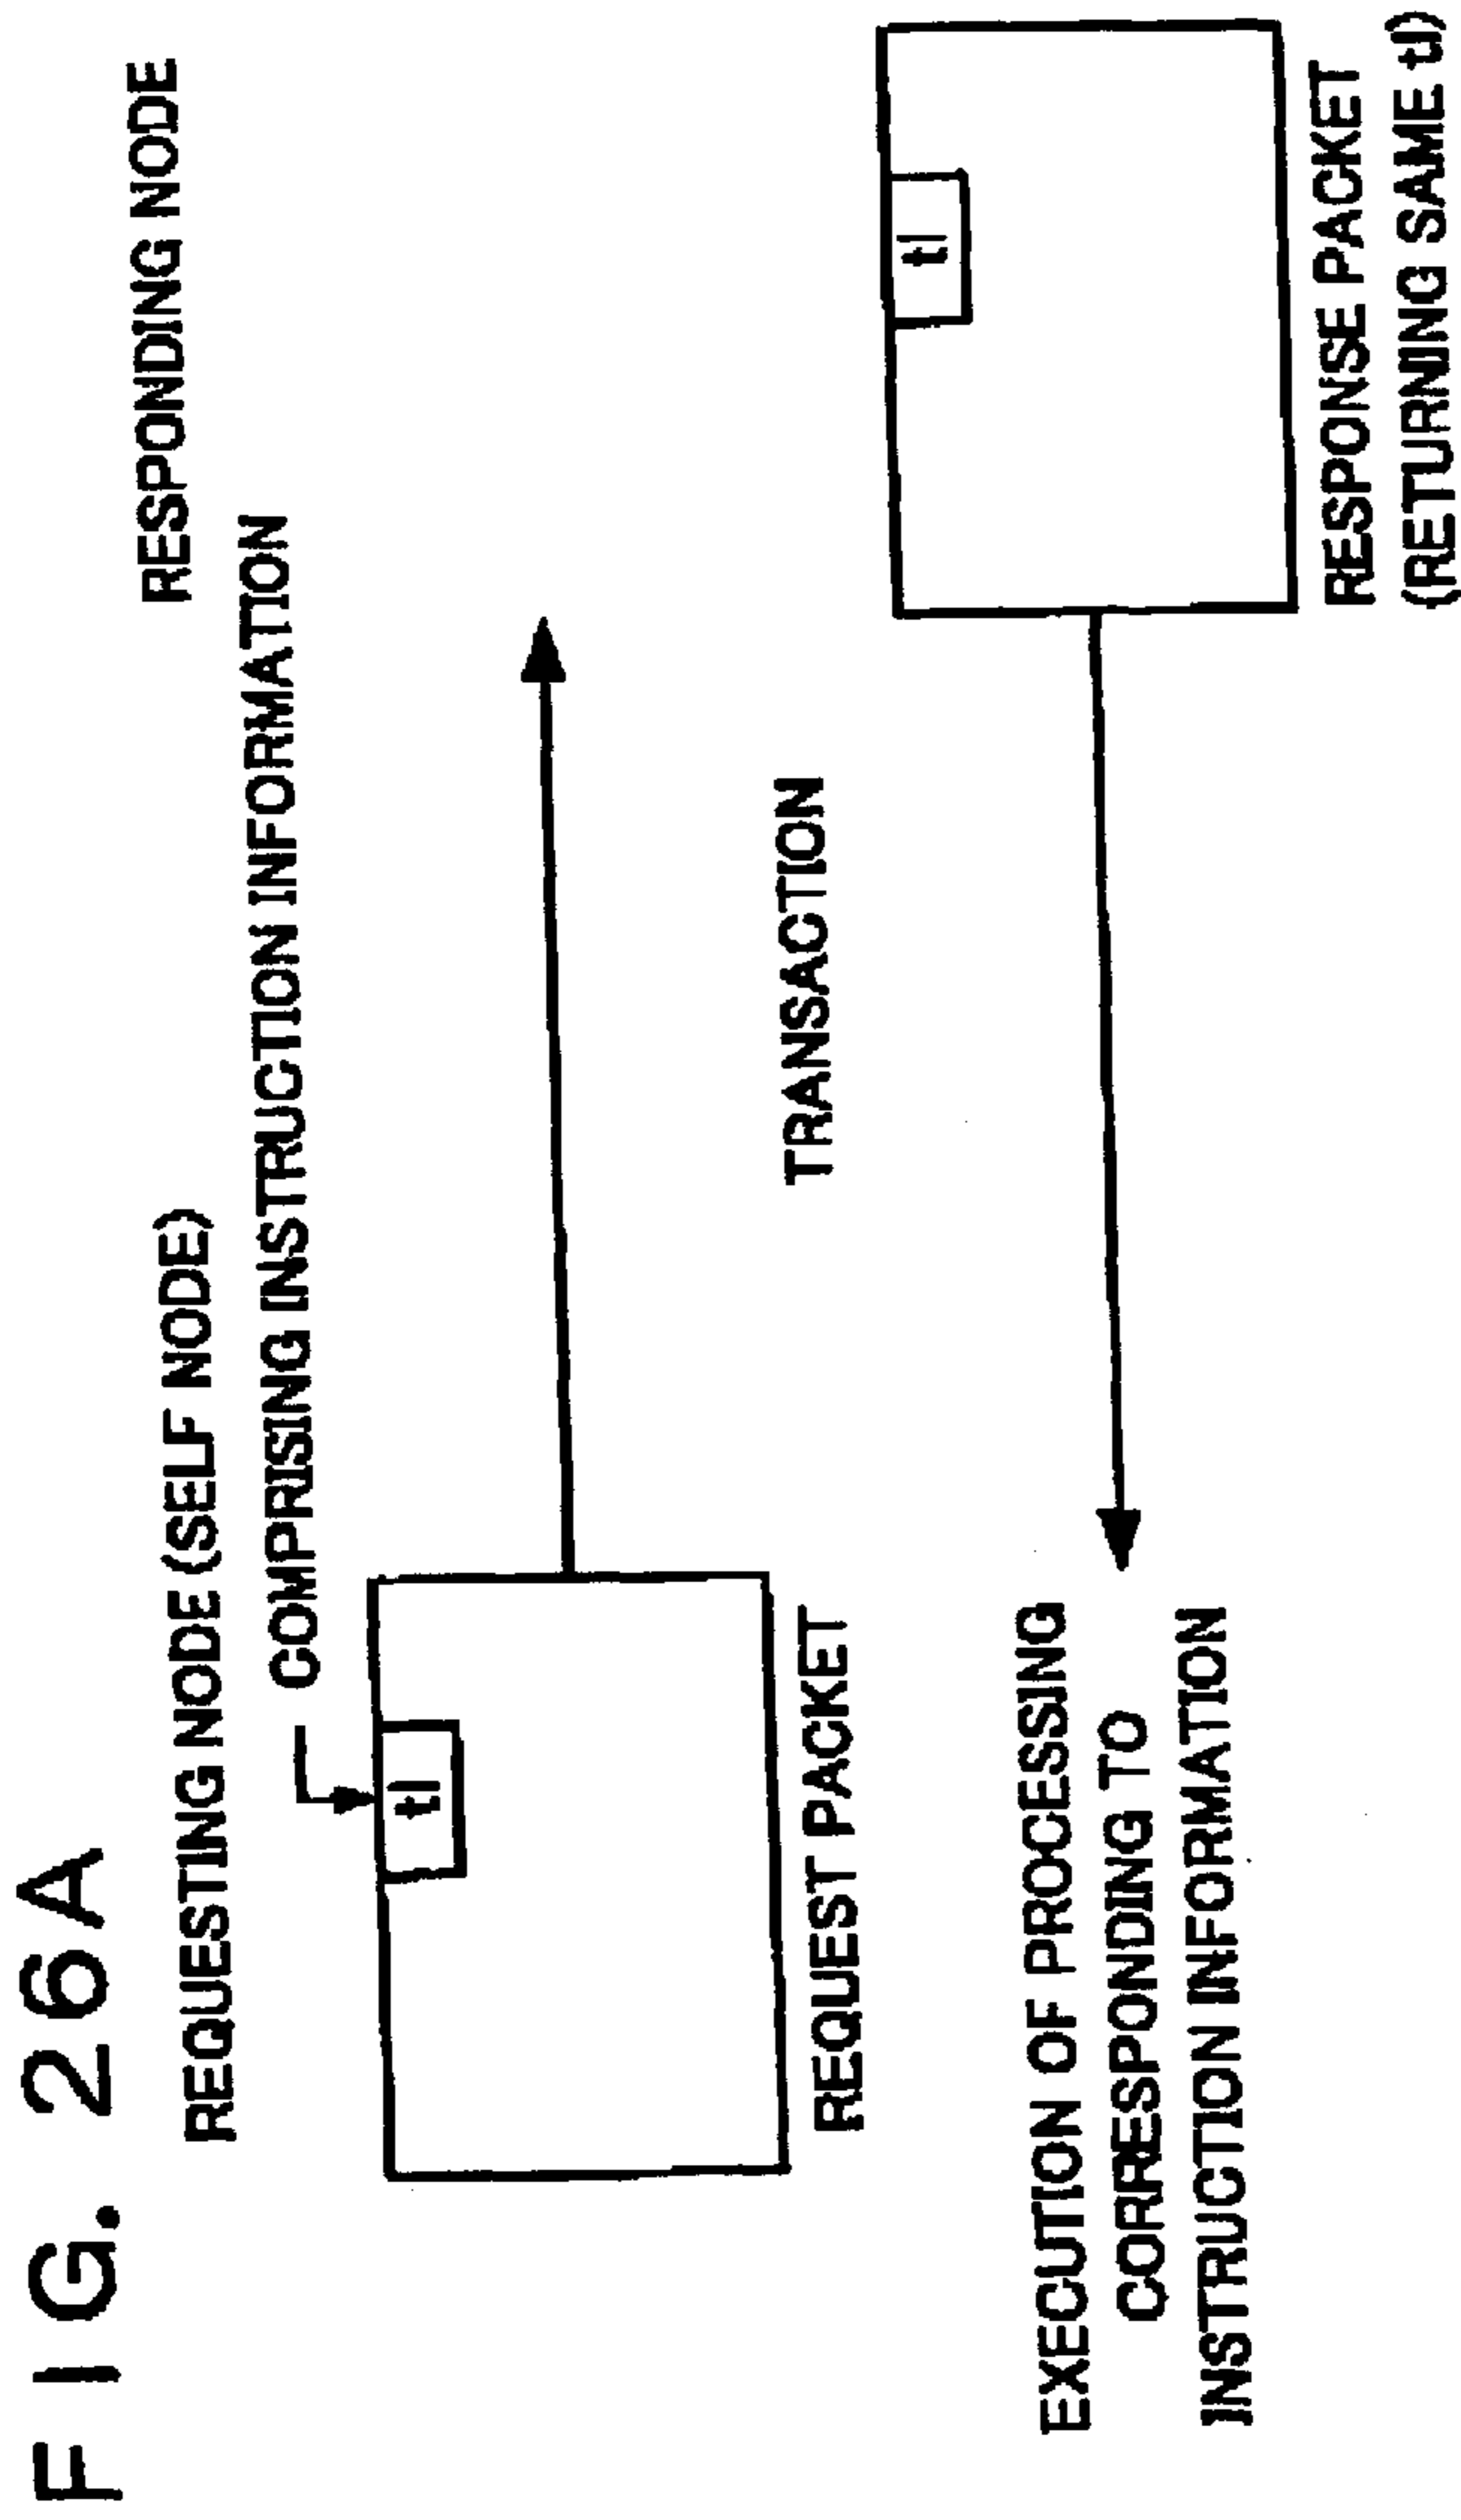 FIG. 28A
REQUESTING NODE (SELF NODE)
RESPONDING NODE
COMPRISING INSTRUCTION INFORMATION
tl
REQUEST PACKET
TRANSACTION
tl
EXECUTION OF PROCESSING
CORRESPONDING TO
INSTRUCTION INFORMATION
RESPONSE PACKET
(RETURNING SAME tl)